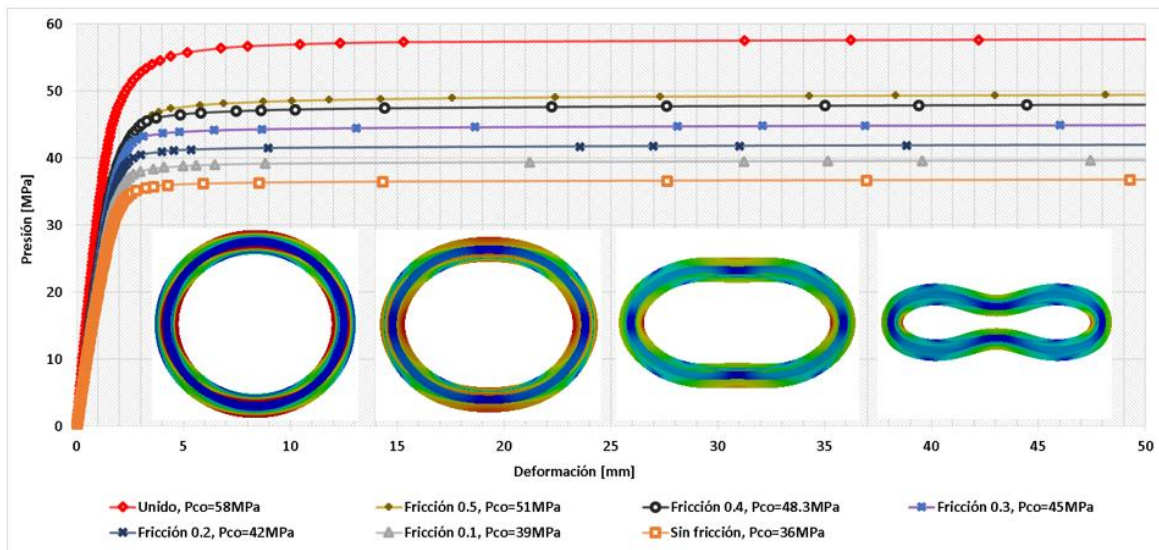 60
50
40
30
20
10
0
Presión [MPa]
0 5 10 15 20 25 30 35 40 45 50
Deformación [mm]
Unido, Pco=58MPa
Fricción 0.5, Pco=51MPa
Fricción 0.4, Pco=48.3MPa
Fricción 0.3, Pco=45MPa
Fricción 0.2, Pco=42MPa
Fricción 0.1, Pco=39MPa
Sin fricción, Pco=36MPa